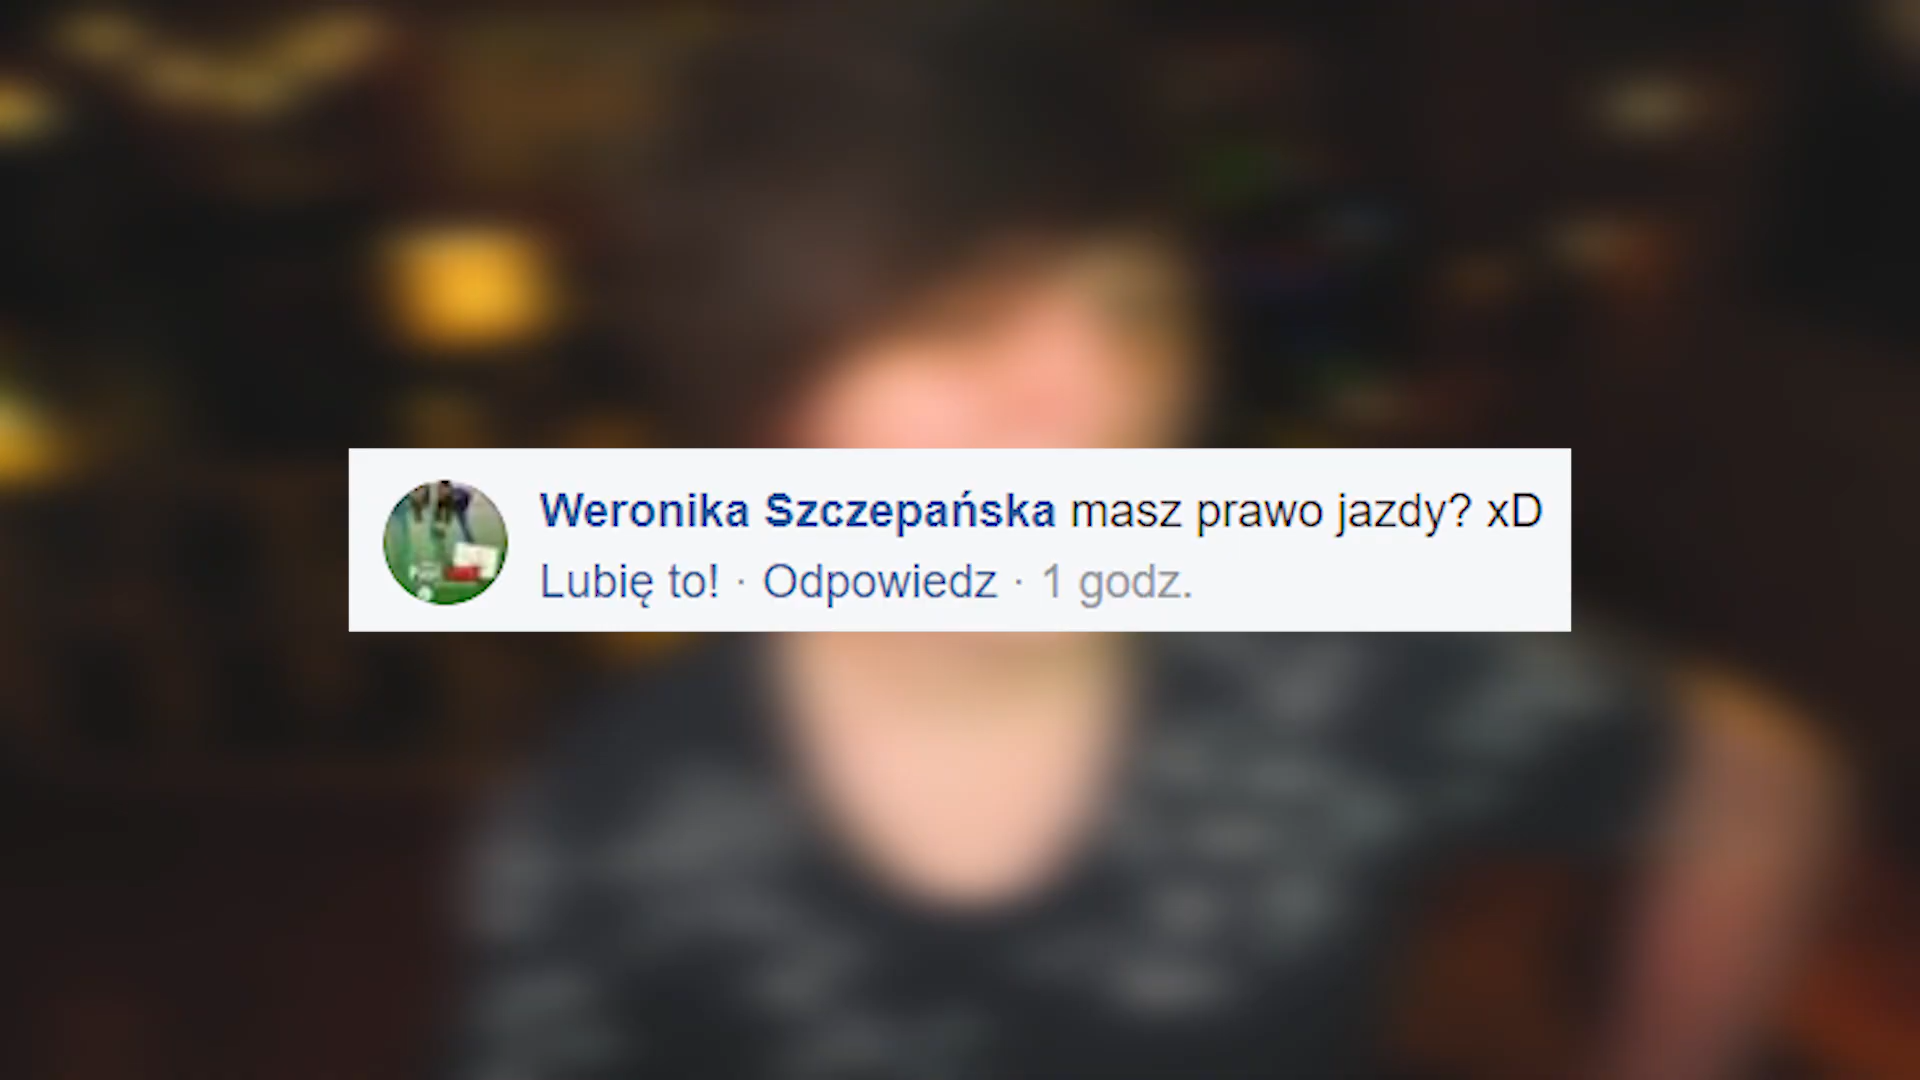 Weronika Szczepańska masz prawo jazdy? xD
Lubię to! · Odpowiedz · 1 godz.